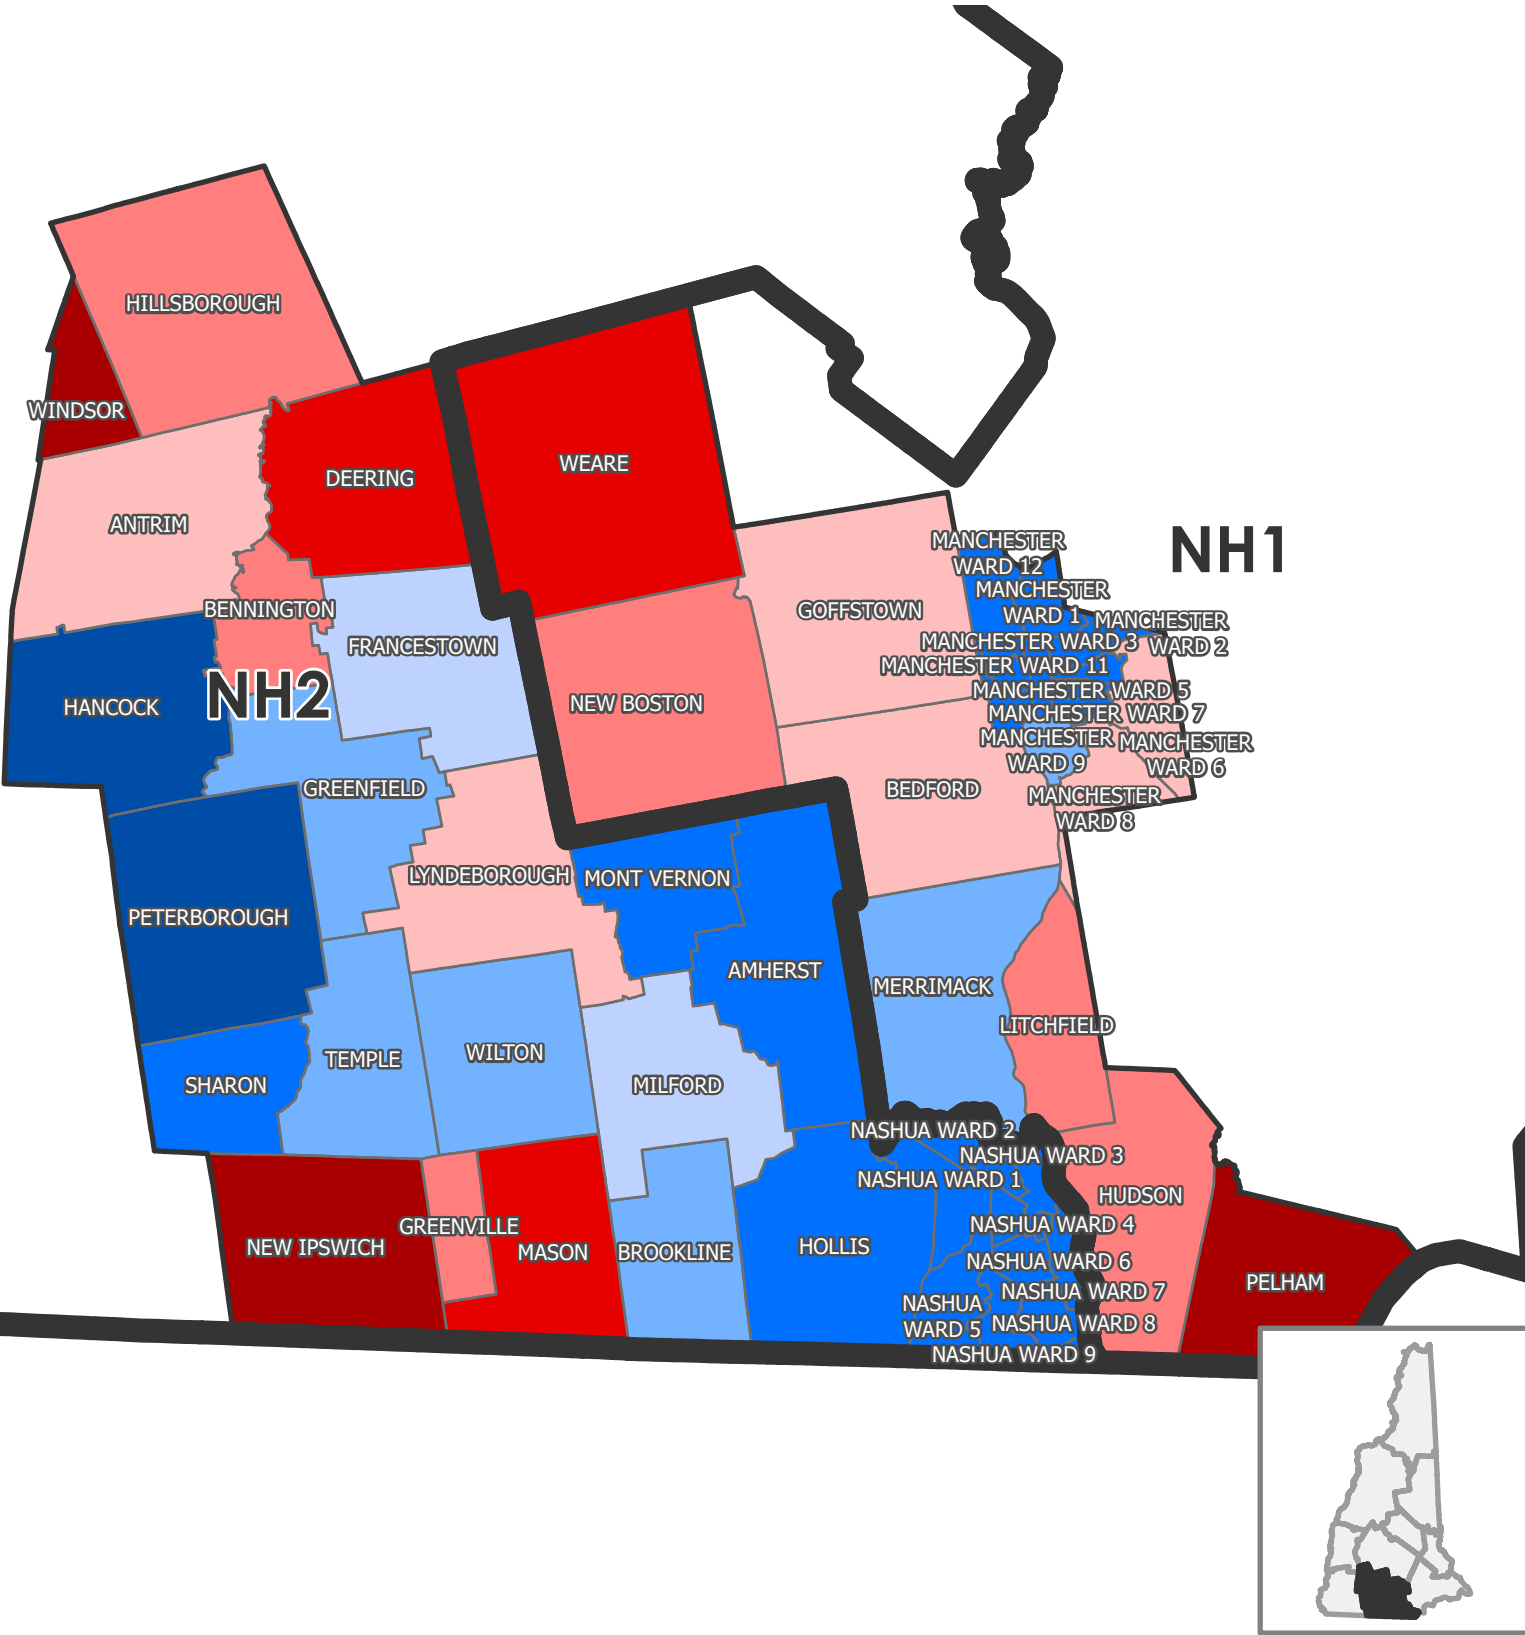 HILLSBOROUGH
WINDSOR
WEARE
DEERING
ANTRIM
MANCHESTER
WARD 12
NH1
MANCHESTER
WARD 1
BENNINGTON
GOFFSTOWN
MANCHESTER
WARD 2
FRANCESTOWN
MANCHESTER WARD 3
MANCHESTER WARD 11
MANCHESTER WARD 5
NH2
HANCOCK
NEW BOSTON
MANCHESTER WARD 7
MANCHESTER
WARD 9
MANCHESTER
WARD 6
GREENFIELD
BEDFORD
MANCHESTER
WARD 8
LYNDEBOROUGH
MONT VERNON
PETERBOROUGH
AMHERST
MERRIMACK
LITCHFIELD
WILTON
TEMPLE
SHARON
MILFORD
NASHUA WARD 2
NASHUA WARD 3
NASHUA WARD 1
HUDSON
GREENVILLE
NASHUA WARD 4
NEW IPSWICH
MASON
BROOKLINE
HOLLIS
NASHUA WARD 6
PELHAM
NASHUA WARD 7
NASHUA
WARD 5
NASHUA WARD 8
NASHUA WARD 9